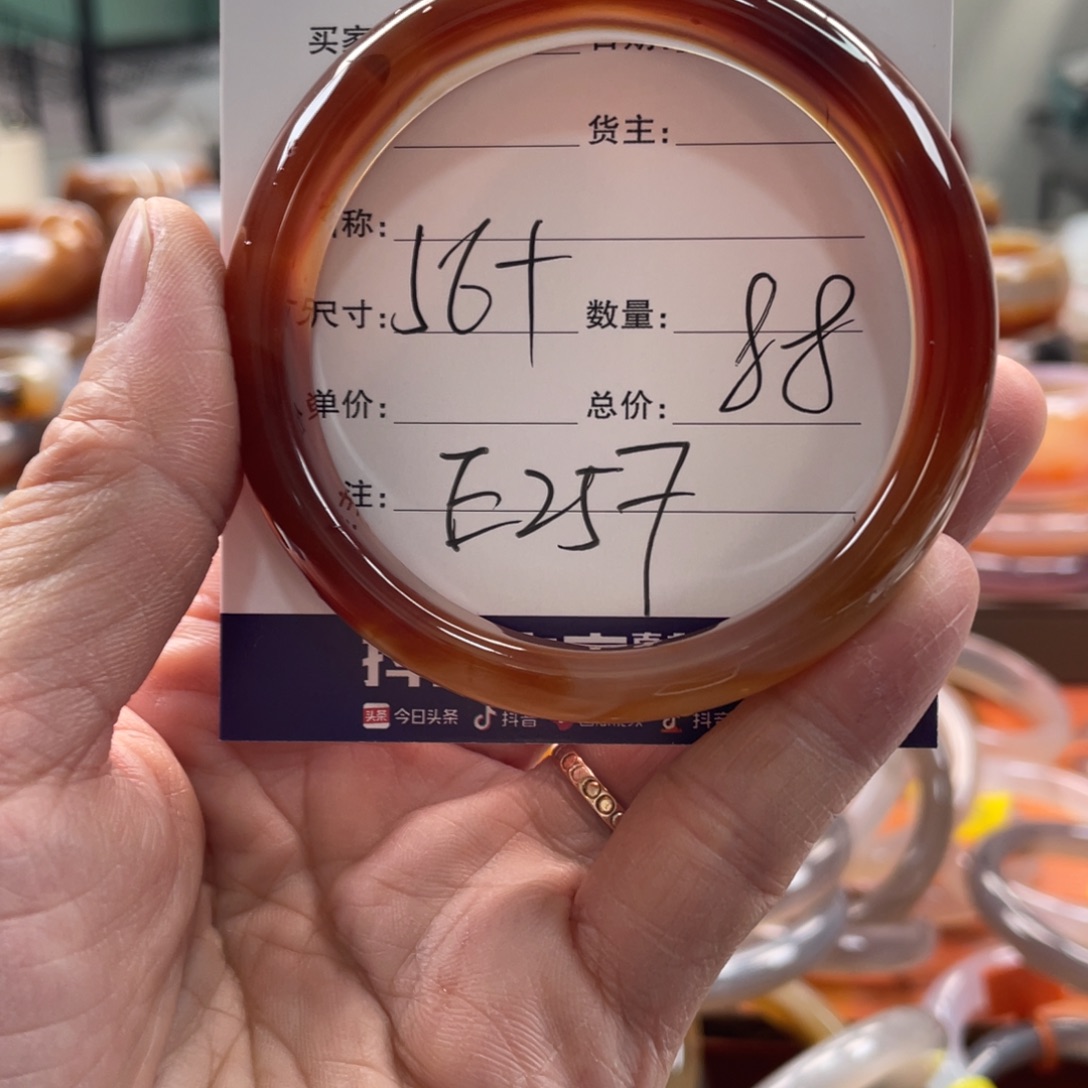 买家
货主:
称:
尺寸: 56+ 数量: 88
单价: 总价:
注: E257
今日头条 抖音